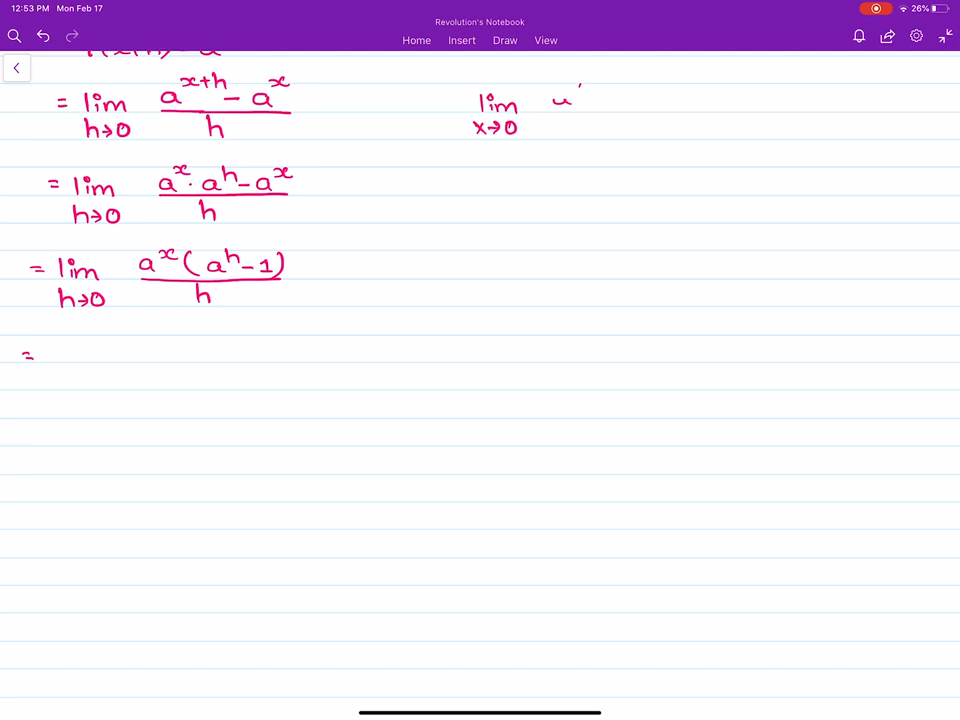 12:53 PM Mon Feb 17
26%
Revolution's Notebook
Home Insert Draw View
= lim h→0 (a^(x+h) - a^x) / h
lim x→0
= lim h→0 (a^x · a^h - a^x) / h
= lim h→0 a^x (a^h - 1) / h
=